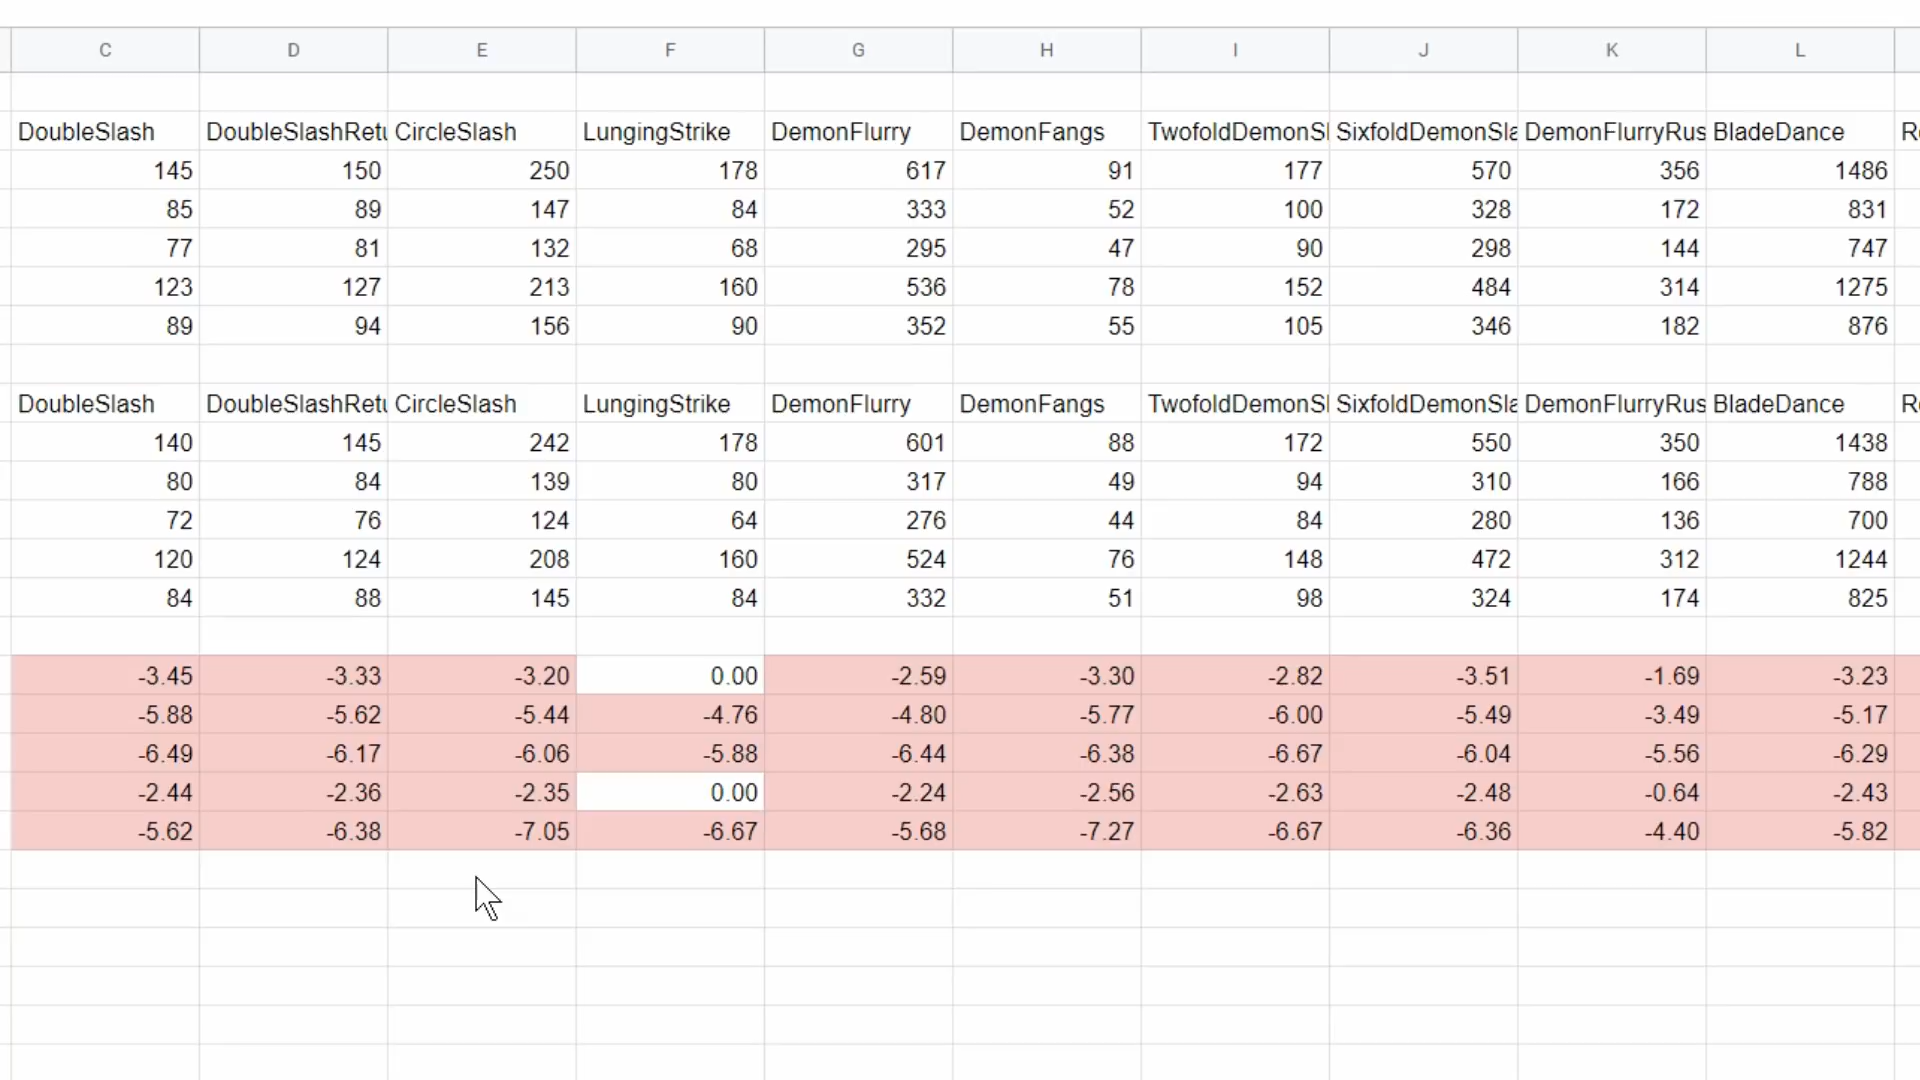 C D E F G H I J K L
DoubleSlash DoubleSlashRetu CircleSlash LungingStrike DemonFlurry DemonFangs TwofoldDemonSl SixfoldDemonSla DemonFlurryRus BladeDance
145 150 250 178 617 91 177 570 356 1486
85 89 147 84 333 52 100 328 172 831
77 81 132 68 295 47 90 298 144 747
123 127 213 160 536 78 152 484 314 1275
89 94 156 90 352 55 105 346 182 876
DoubleSlash DoubleSlashRetu CircleSlash LungingStrike DemonFlurry DemonFangs TwofoldDemonSl SixfoldDemonSla DemonFlurryRus BladeDance
140 145 242 178 601 88 172 550 350 1438
80 84 139 80 317 49 94 310 166 788
72 76 124 64 276 44 84 280 136 700
120 124 208 160 524 76 148 472 312 1244
84 88 145 84 332 51 98 324 174 825
-3.45 -3.33 -3.20 0.00 -2.59 -3.30 -2.82 -3.51 -1.69 -3.23
-5.88 -5.62 -5.44 -4.76 -4.80 -5.77 -6.00 -5.49 -3.49 -5.17
-6.49 -6.17 -6.06 -5.88 -6.44 -6.38 -6.67 -6.04 -5.56 -6.29
-2.44 -2.36 -2.35 0.00 -2.24 -2.56 -2.63 -2.48 -0.64 -2.43
-5.62 -6.38 -7.05 -6.67 -5.68 -7.27 -6.67 -6.36 -4.40 -5.82